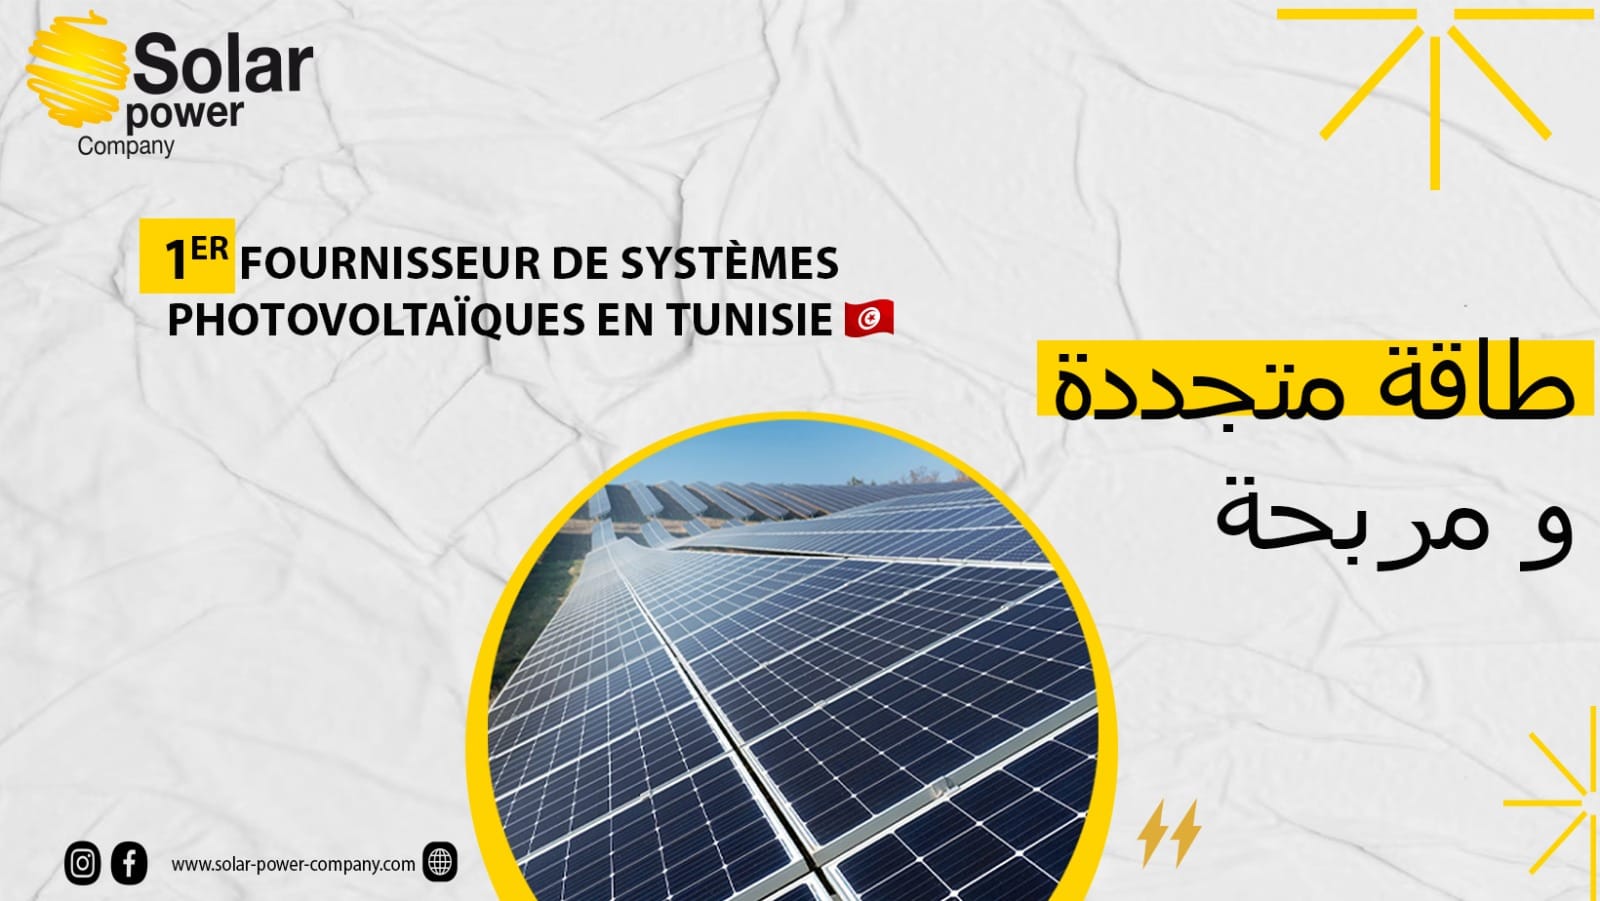 Solar
power
Company
1ER FOURNISSEUR DE SYSTÈMES
PHOTOVOLTAÏQUES EN TUNISIE 🇹🇳
طاقة متجددة
و مربحة
www.solar-power-company.com